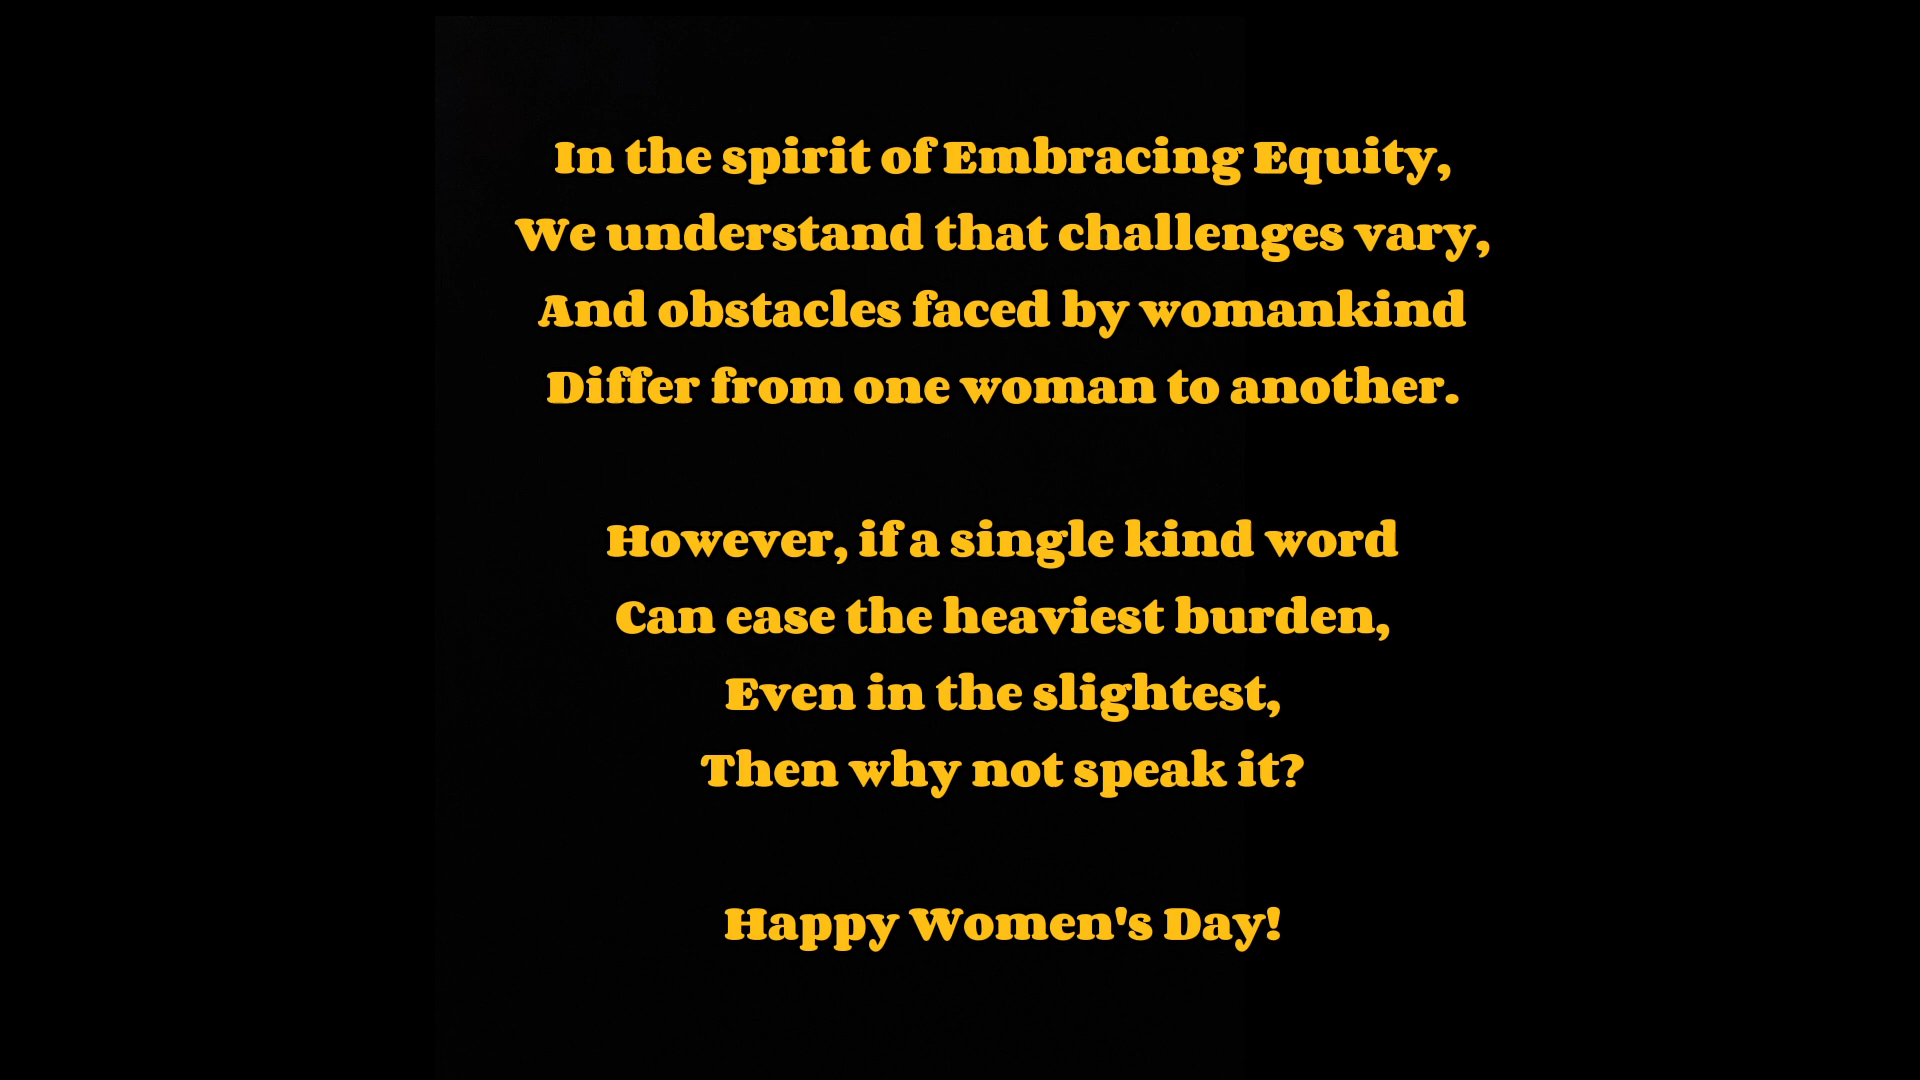 In the spirit of Embracing Equity,
We understand that challenges vary,
And obstacles faced by womankind
Differ from one woman to another.
However, if a single kind word
Can ease the heaviest burden,
Even in the slightest,
Then why not speak it?
Happy Women's Day!